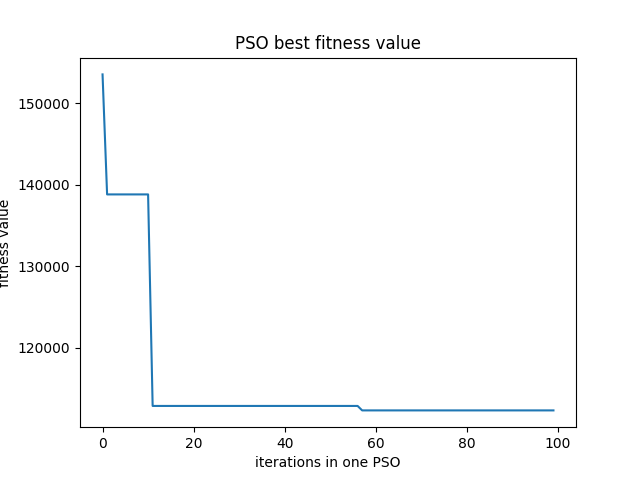 PSO best fitness value
150000
140000
130000
120000
fitness value
0 20 40 60 80 100
iterations in one PSO